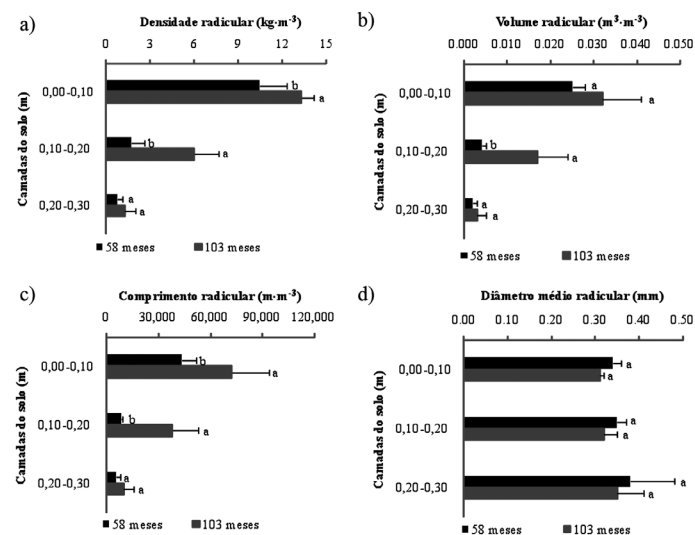 a)
Densidade radicular (kg·m⁻³)
0 3 6 9 12 15
Camadas do solo (m)
0,00-0,10
b
a
0,10-0,20
b
a
0,20-0,30
a
a
58 meses 103 meses
b)
Volume radicular (m³·m⁻³)
0.000 0.010 0.020 0.030 0.040 0.050
Camadas do solo (m)
0,00-0,10
a
a
0,10-0,20
b
a
0,20-0,30
a
a
58 meses 103 meses
c)
Comprimento radicular (m·m⁻³)
0 30,000 60,000 90,000 120,000
Camadas do solo (m)
0,00-0,10
b
a
0,10-0,20
b
a
0,20-0,30
a
a
58 meses 103 meses
d)
Diâmetro médio radicular (mm)
0.00 0.10 0.20 0.30 0.40 0.50
Camadas do solo (m)
0,00-0,10
a
a
0,10-0,20
a
a
0,20-0,30
a
a
58 meses 103 meses